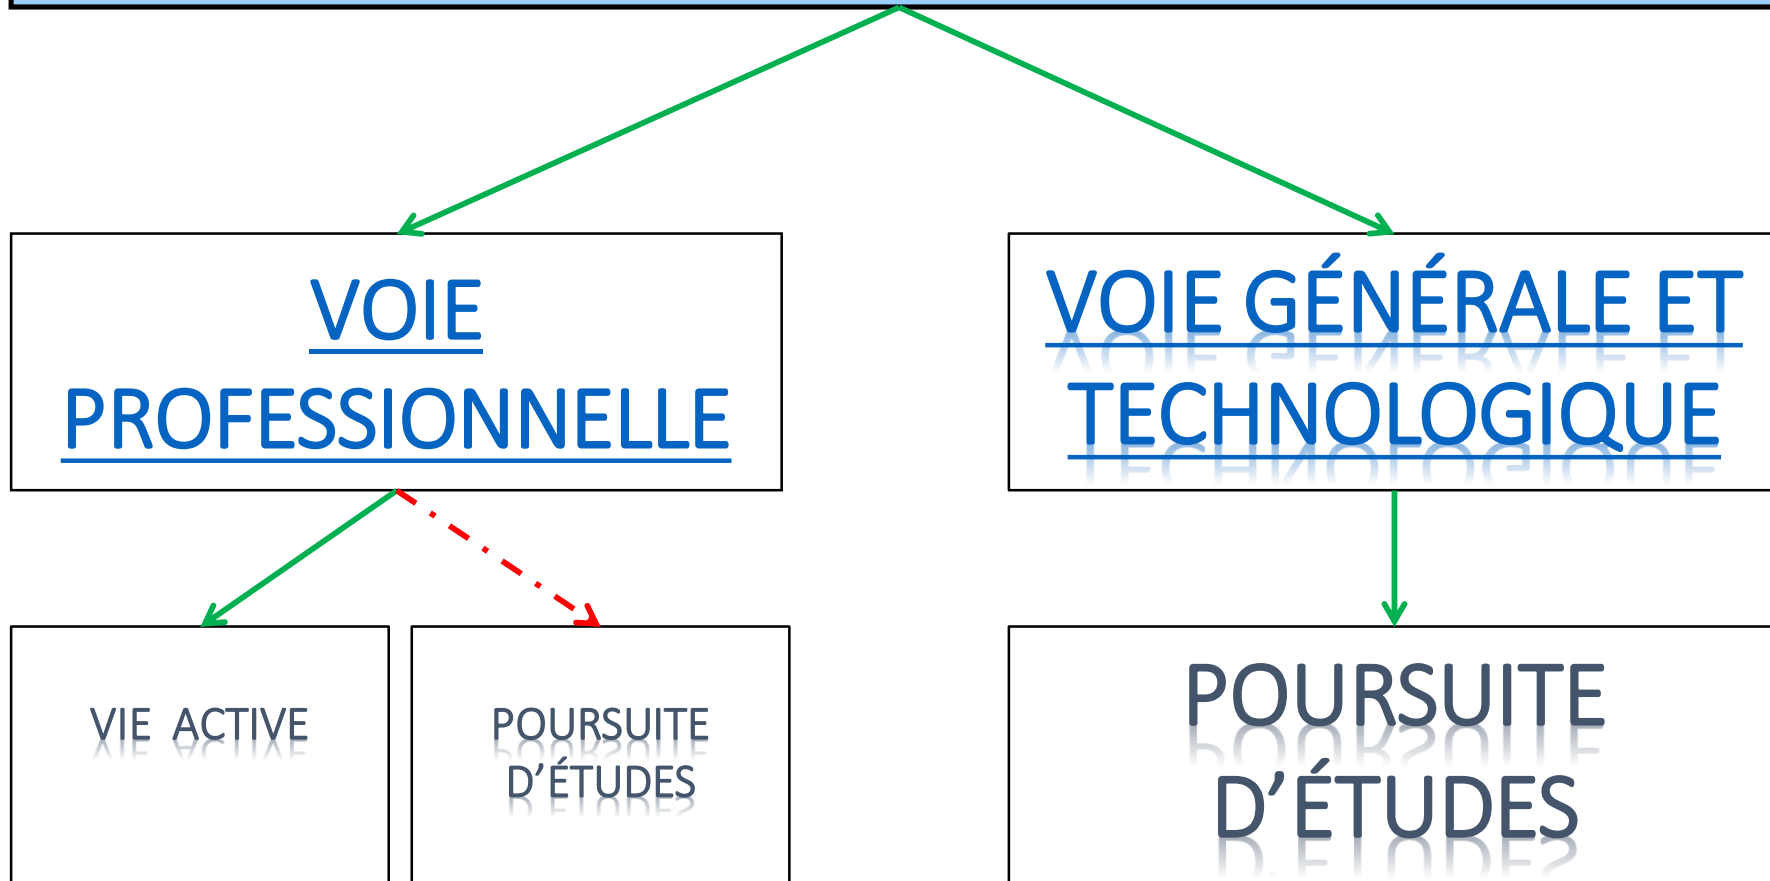 VOIE
PROFESSIONNELLE
VOIE GÉNÉRALE ET
TECHNOLOGIQUE
VIE ACTIVE
POURSUITE
D’ÉTUDES
POURSUITE
D’ÉTUDES